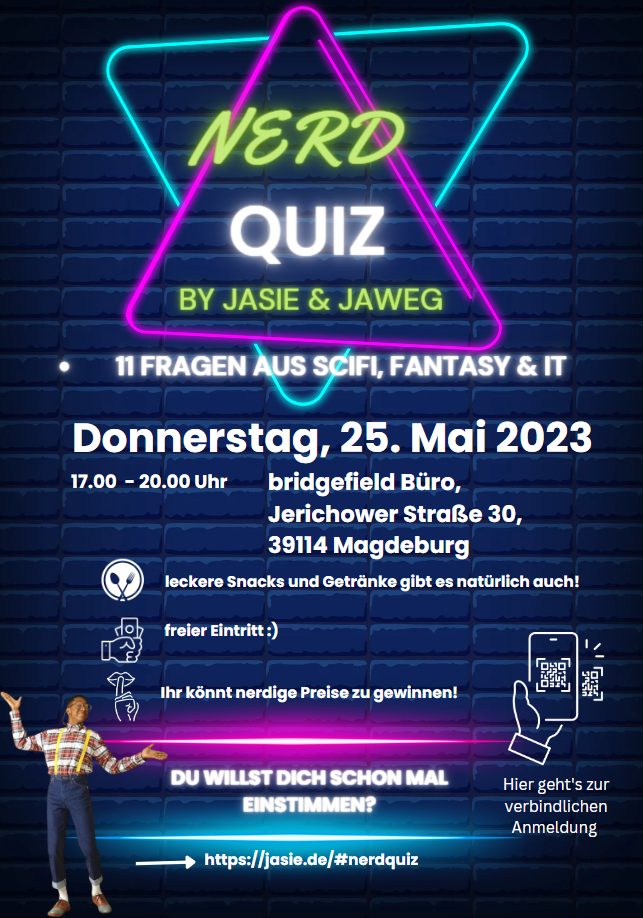 NERD
QUIZ
BY JASIE & JAWEG
• 11 FRAGEN AUS SCIFI, FANTASY & IT
Donnerstag, 25. Mai 2023
17.00 - 20.00 Uhr
bridgefield Büro,
Jerichower Straße 30,
39114 Magdeburg
leckere Snacks und Getränke gibt es natürlich auch!
freier Eintritt :)
Ihr könnt nerdige Preise zu gewinnen!
DU WILLST DICH SCHON MAL
EINSTIMMEN?
https://jasie.de/#nerdquiz
Hier geht's zur
verbindlichen
Anmeldung